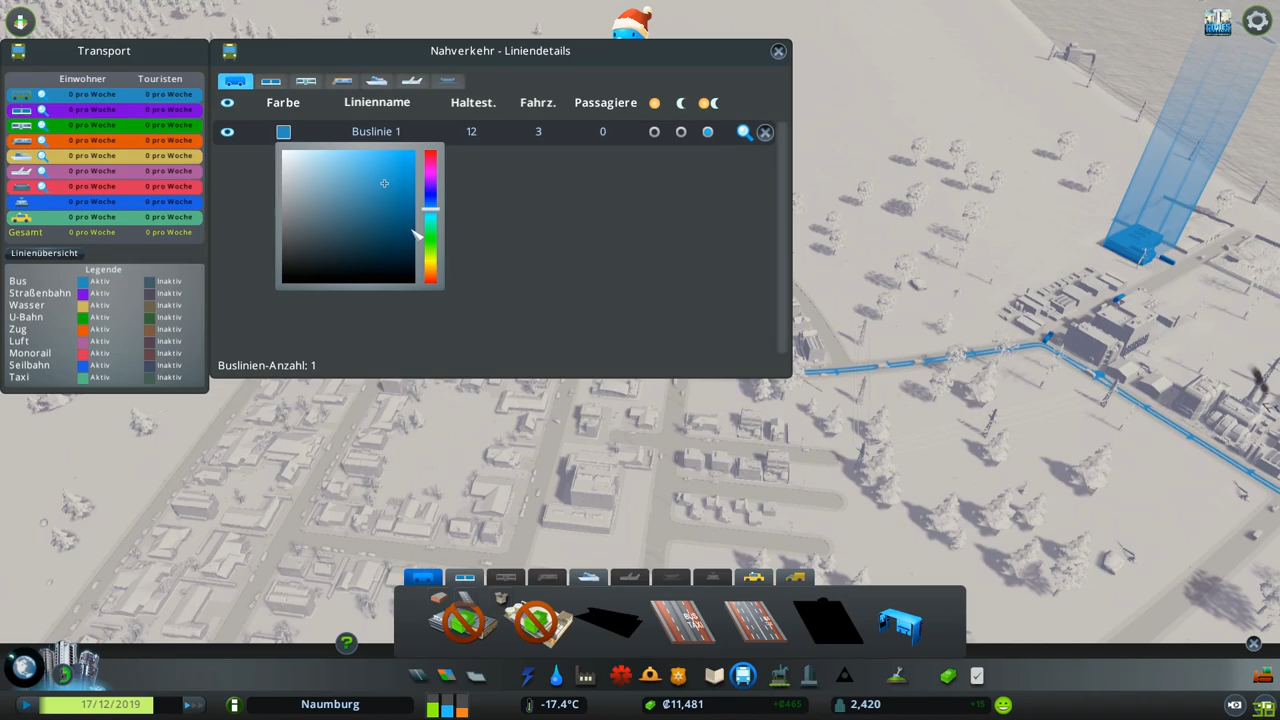 Transport
Einwohner Touristen
0 pro Woche 0 pro Woche
0 pro Woche 0 pro Woche
0 pro Woche 0 pro Woche
0 pro Woche 0 pro Woche
0 pro Woche 0 pro Woche
0 pro Woche 0 pro Woche
0 pro Woche 0 pro Woche
0 pro Woche 0 pro Woche
0 pro Woche 0 pro Woche
Gesamt 0 pro Woche 0 pro Woche
Linienübersicht
Legende
Bus Aktiv Inaktiv
Straßenbahn Aktiv Inaktiv
Wasser Aktiv Inaktiv
U-Bahn Aktiv Inaktiv
Zug Aktiv Inaktiv
Luft Aktiv Inaktiv
Monorail Aktiv Inaktiv
Seilbahn Aktiv Inaktiv
Taxi Aktiv Inaktiv
Nahverkehr - Liniendetails
Farbe Linienname Haltest. Fahrz. Passagiere
Buslinie 1 12 3 0
Buslinien-Anzahl: 1
BUS TAXI
?
17/12/2019 Naumburg -17.4°C ₡11,481 +₡465 2,420 +15